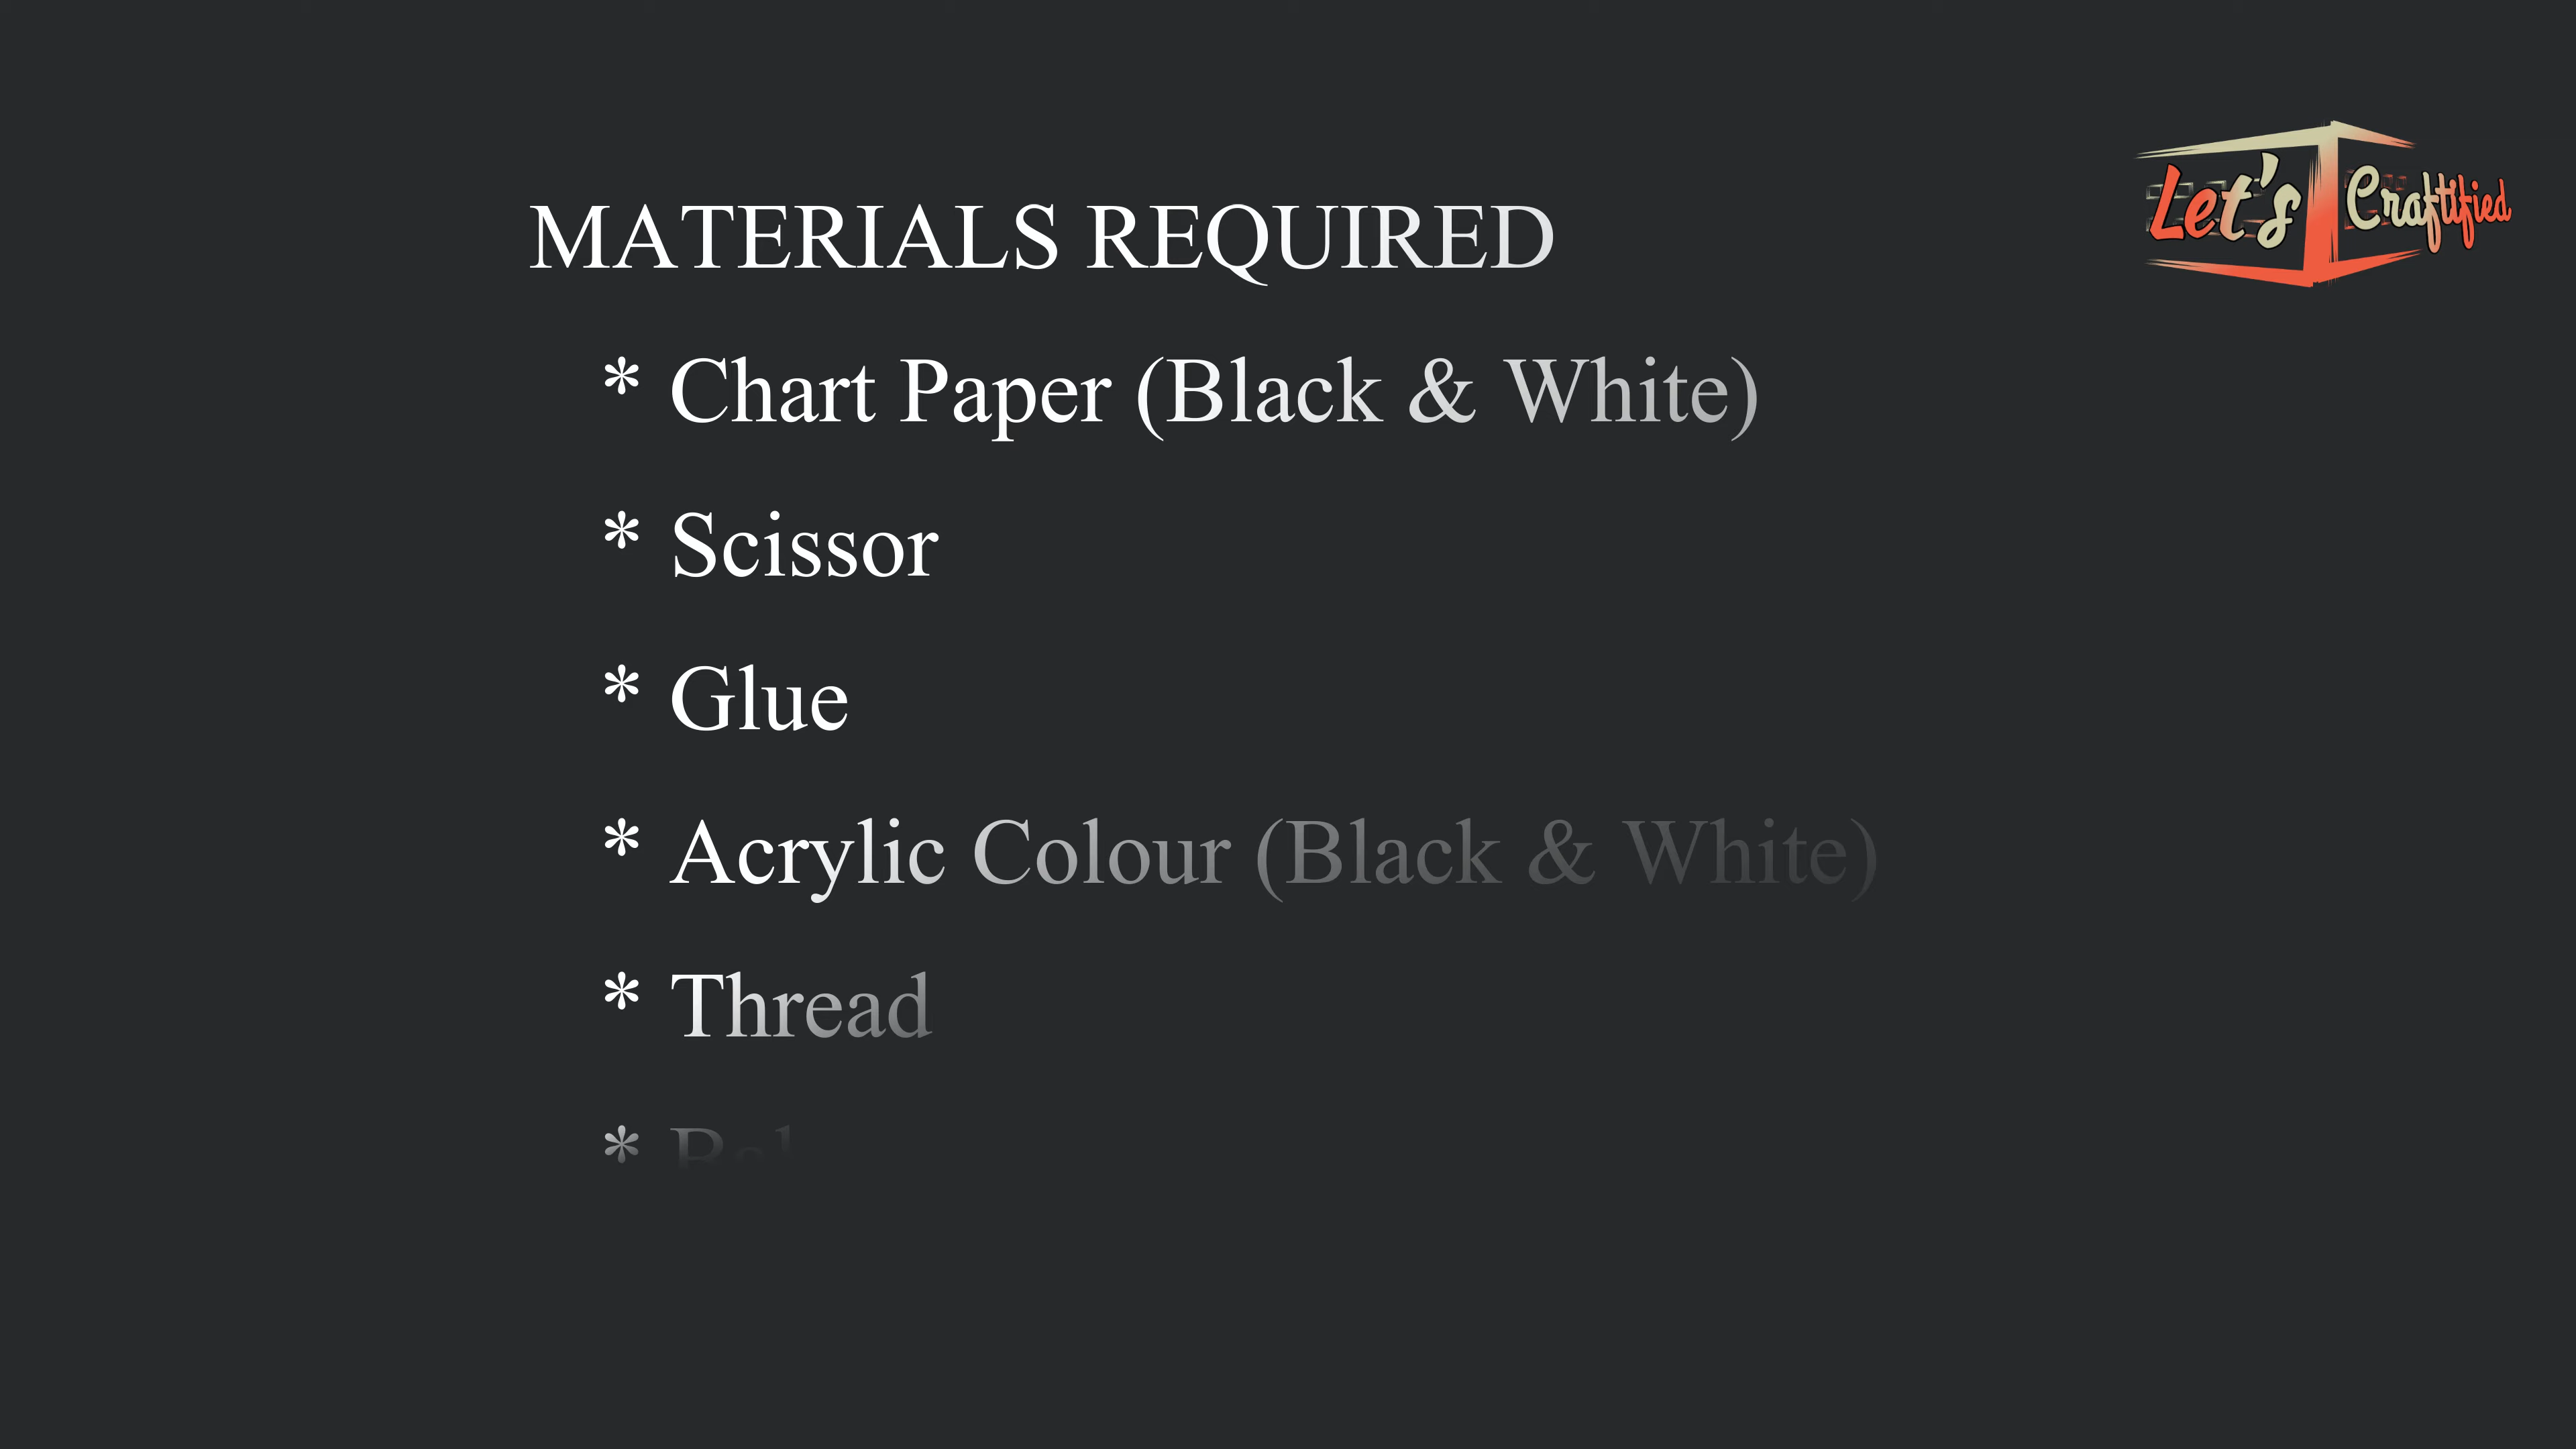 MATERIALS REQUIRED
Let's Craftified
* Chart Paper (Black & White)
* Scissor
* Glue
* Acrylic Colour (Black & White)
* Thread
*